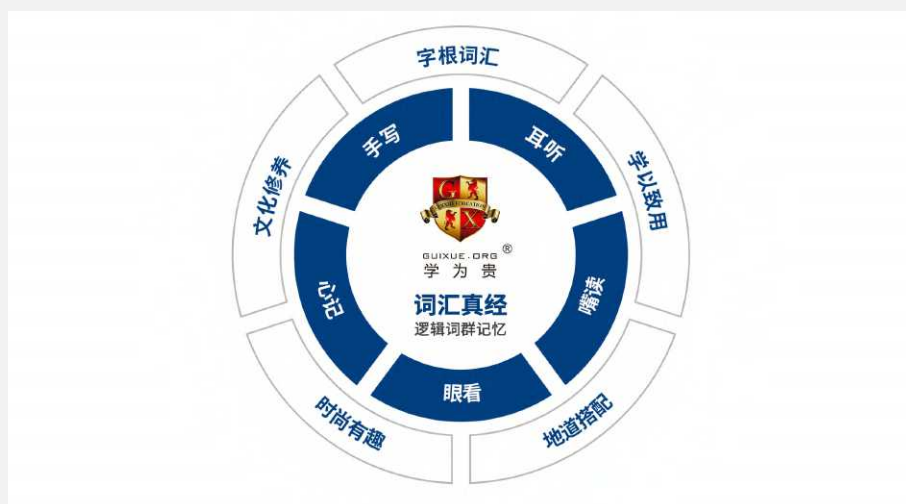 字根词汇
学以致用
地道搭配
时尚有趣
文化修养
手写
耳听
嘴读
眼看
心记
G
X
GUIXUE.ORG®
学为贵
词汇真经
逻辑词群记忆